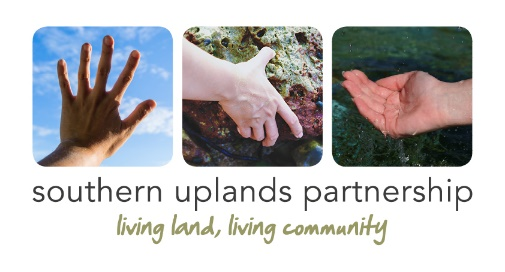 southern uplands partnership
living land, living community